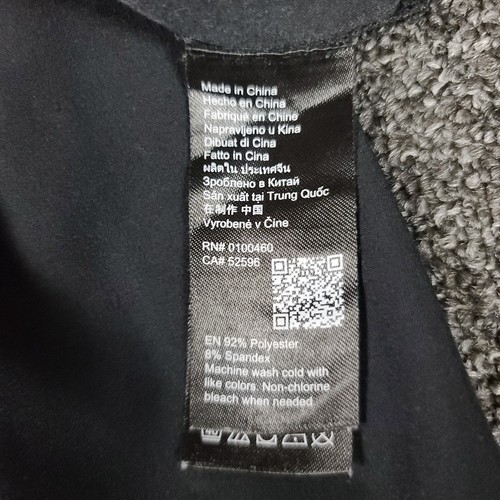 Made in China
Hecho en China
Fabriqué en Chine
Napravljeno u Kina
Dibuat di Cina
Fatto in Cina
ผลิตใน ประเทศจีน
Зроблено в Китай
Sản xuất tại Trung Quốc
在制作 中国
Vyrobené v Číne
RN# 0100460
CA# 52596
EN 92% Polyester
8% Spandex
Machine wash cold with
like colors. Non-chlorine
bleach when needed.